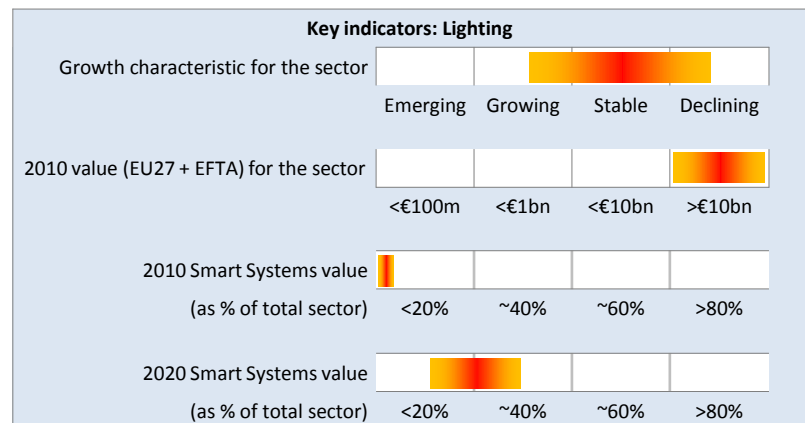 Key indicators: Lighting
Growth characteristic for the sector
Emerging Growing Stable Declining
2010 value (EU27 + EFTA) for the sector
<€100m <€1bn <€10bn >€10bn
2010 Smart Systems value
(as % of total sector) <20% ~40% ~60% >80%
2020 Smart Systems value
(as % of total sector) <20% ~40% ~60% >80%